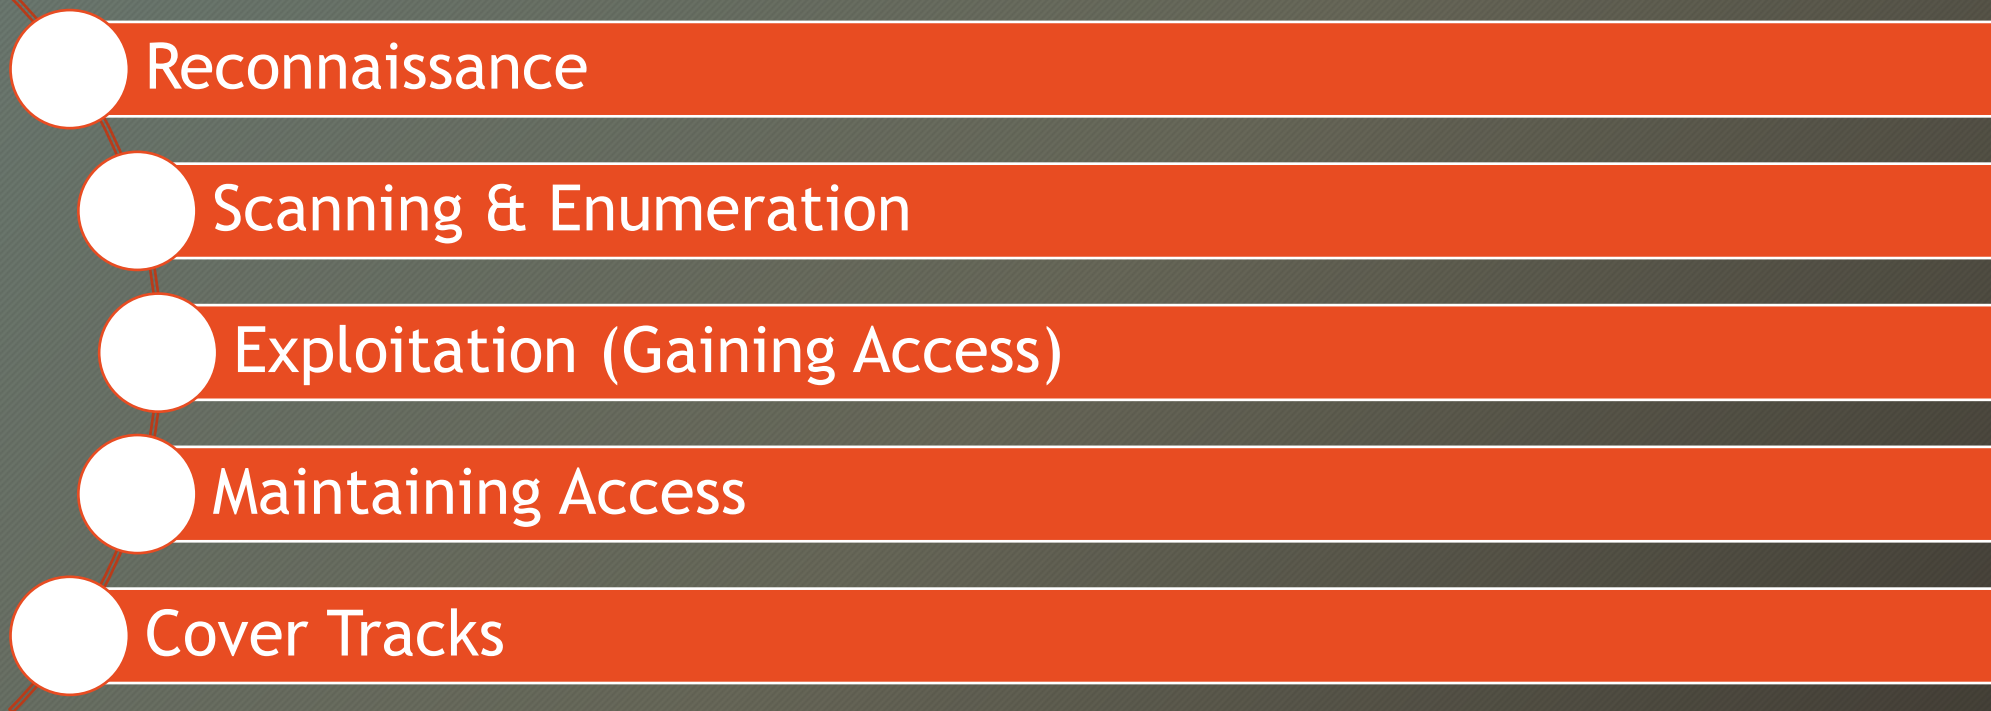 Reconnaissance
Scanning & Enumeration
Exploitation (Gaining Access)
Maintaining Access
Cover Tracks